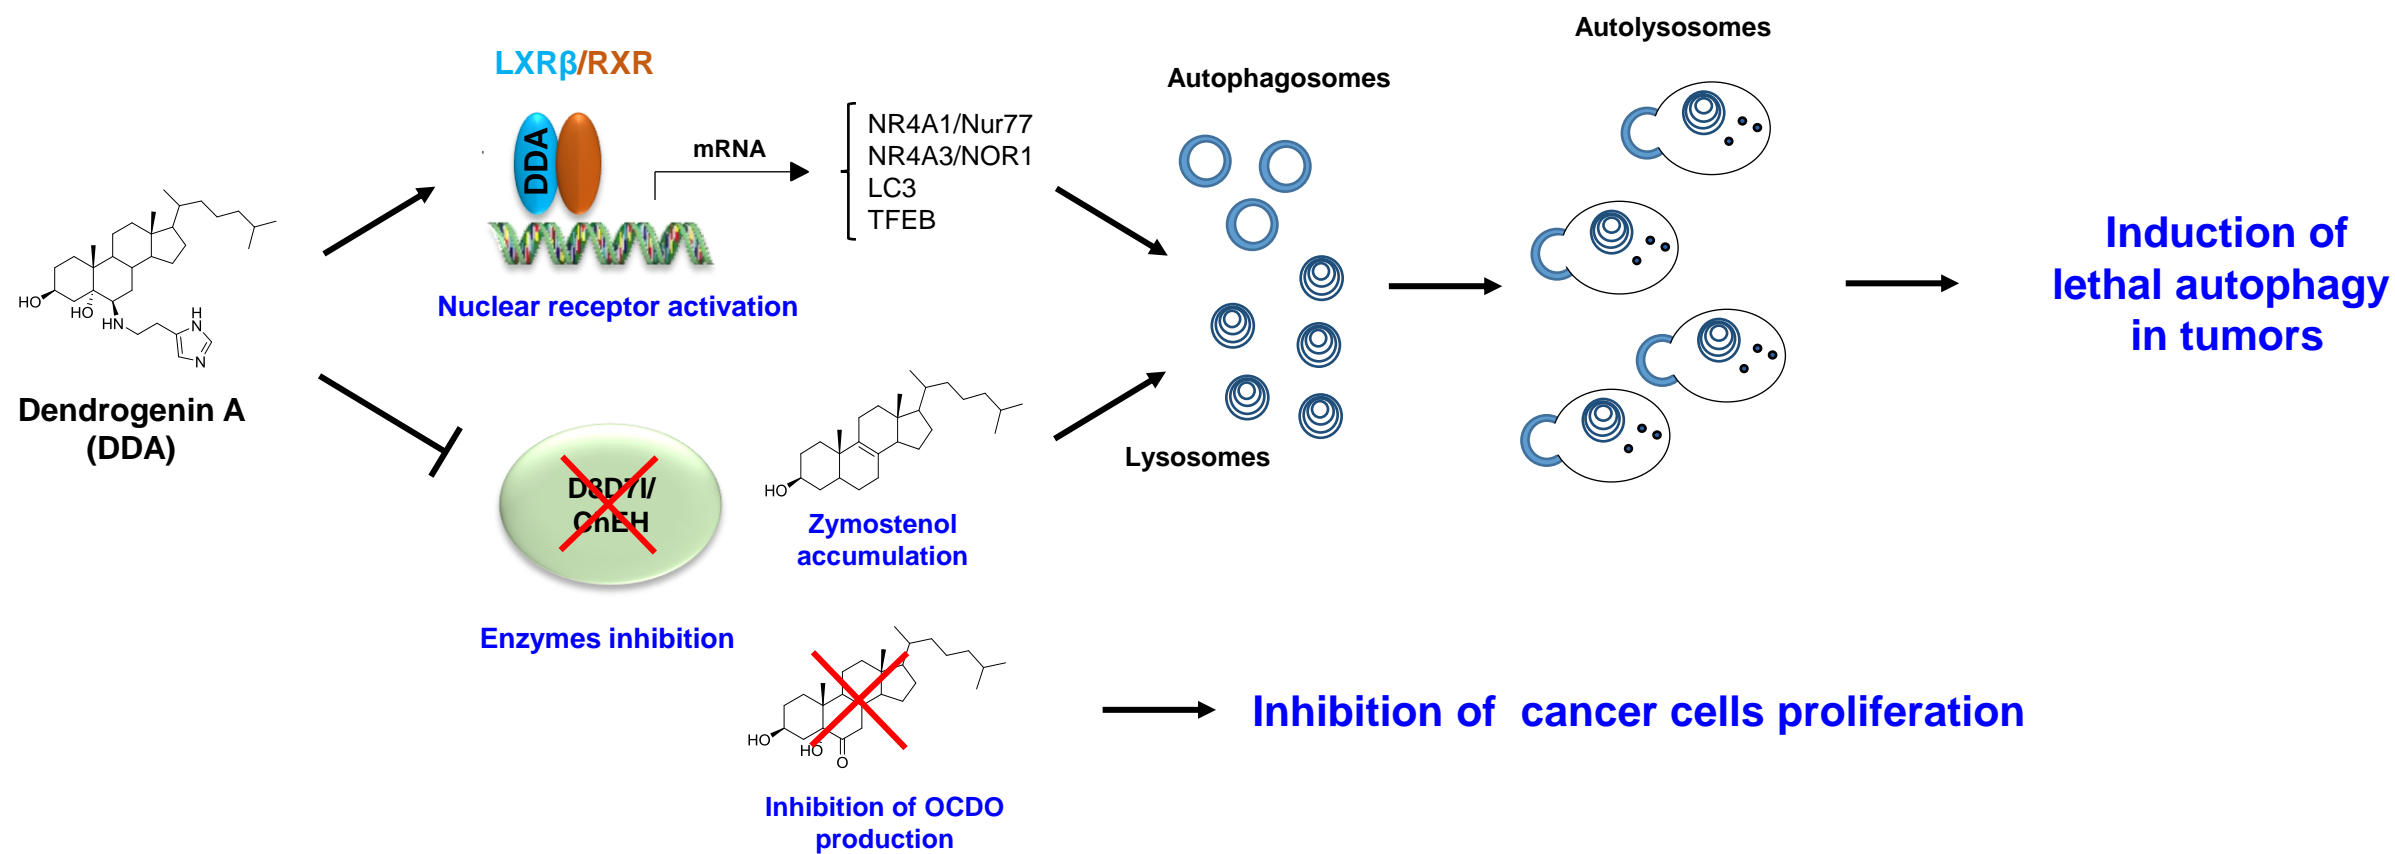 Autolysosomes
LXRβ/RXR
Autophagosomes
DDA
mRNA
NR4A1/Nur77
NR4A3/NOR1
LC3
TFEB
HO
HO
HN
H
N
N
Nuclear receptor activation
Induction of
lethal autophagy
in tumors
Dendrogenin A
(DDA)
D8D7I/
ChEH
HO
Zymostenol
accumulation
Lysosomes
Enzymes inhibition
HO
HO
O
Inhibition of OCDO
production
Inhibition of cancer cells proliferation